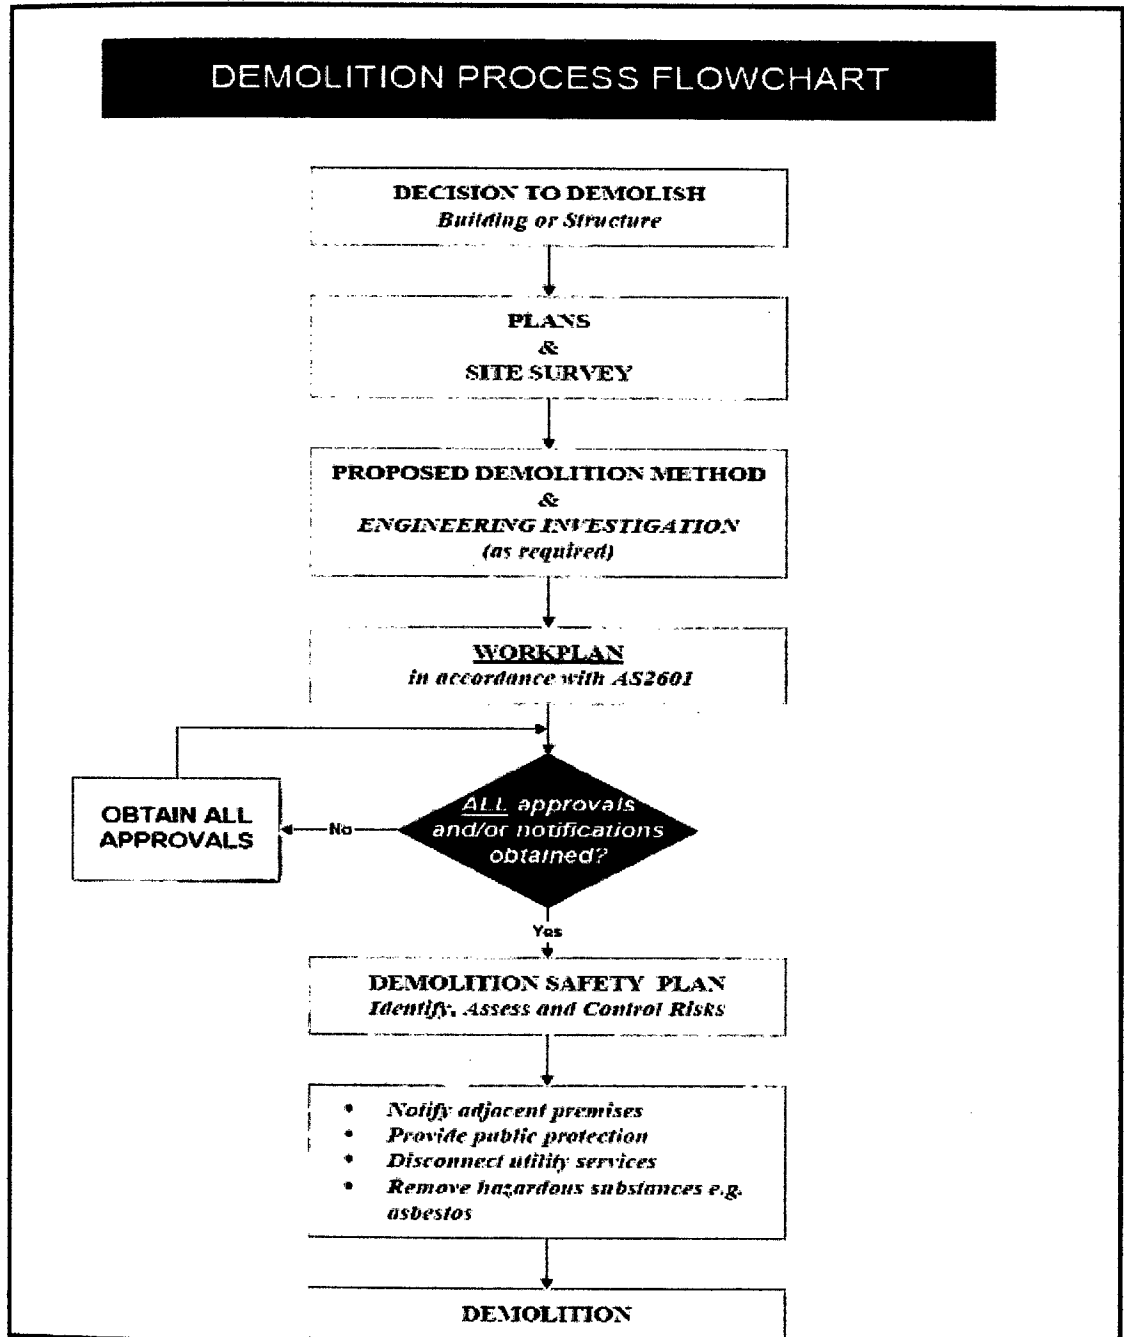 DEMOLITION PROCESS FLOWCHART
DECISION TO DEMOLISH
Building or Structure
PLANS
&
SITE SURVEY
PROPOSED DEMOLITION METHOD
&
ENGINEERING INVESTIGATION
(as required)
WORKPLAN
in accordance with AS2601
ALL approvals
and/or notifications
obtained?
No
OBTAIN ALL
APPROVALS
Yes
DEMOLITION SAFETY PLAN
Identify, Assess and Control Risks
• Notify adjacent premises
• Provide public protection
• Disconnect utility services
• Remove hazardous substances e.g.
asbestos
DEMOLITION